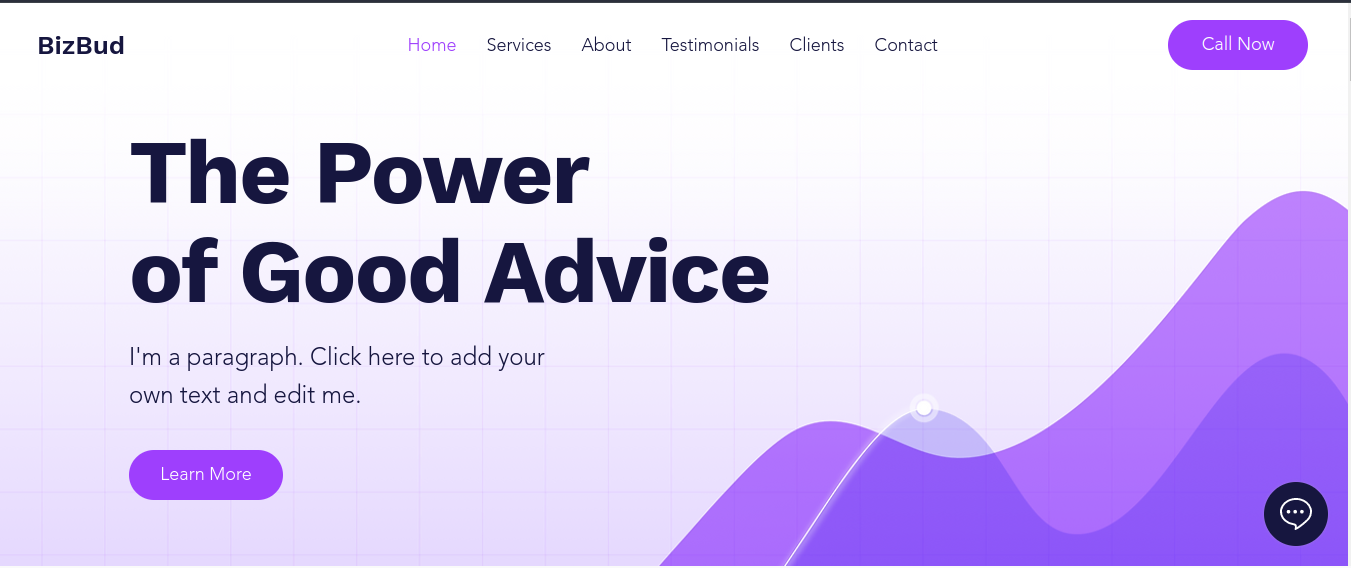 BizBud
Home Services About Testimonials Clients Contact
Call Now
The Power
of Good Advice
I'm a paragraph. Click here to add your
own text and edit me.
Learn More